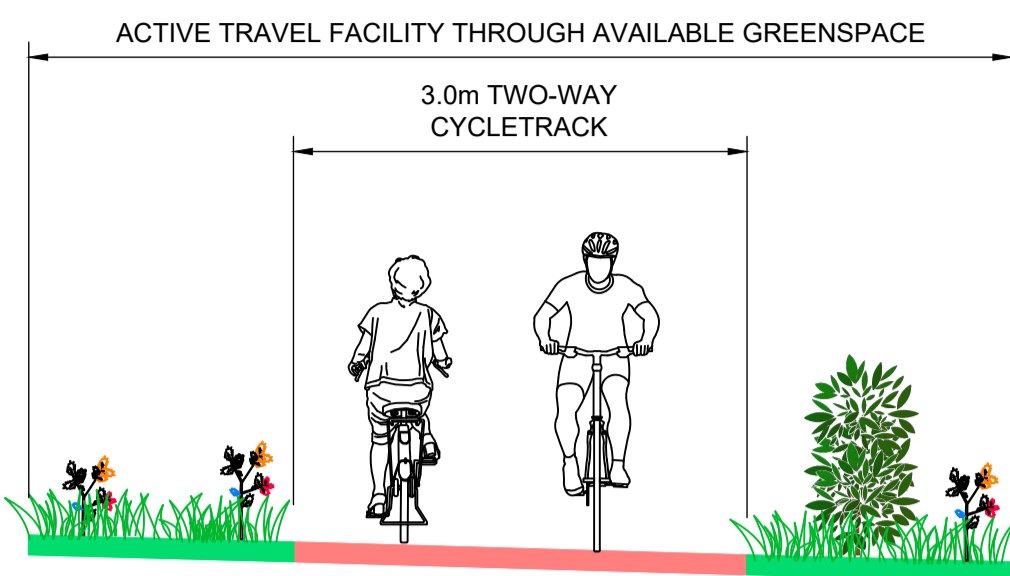 ACTIVE TRAVEL FACILITY THROUGH AVAILABLE GREENSPACE
3.0m TWO-WAY
CYCLETRACK